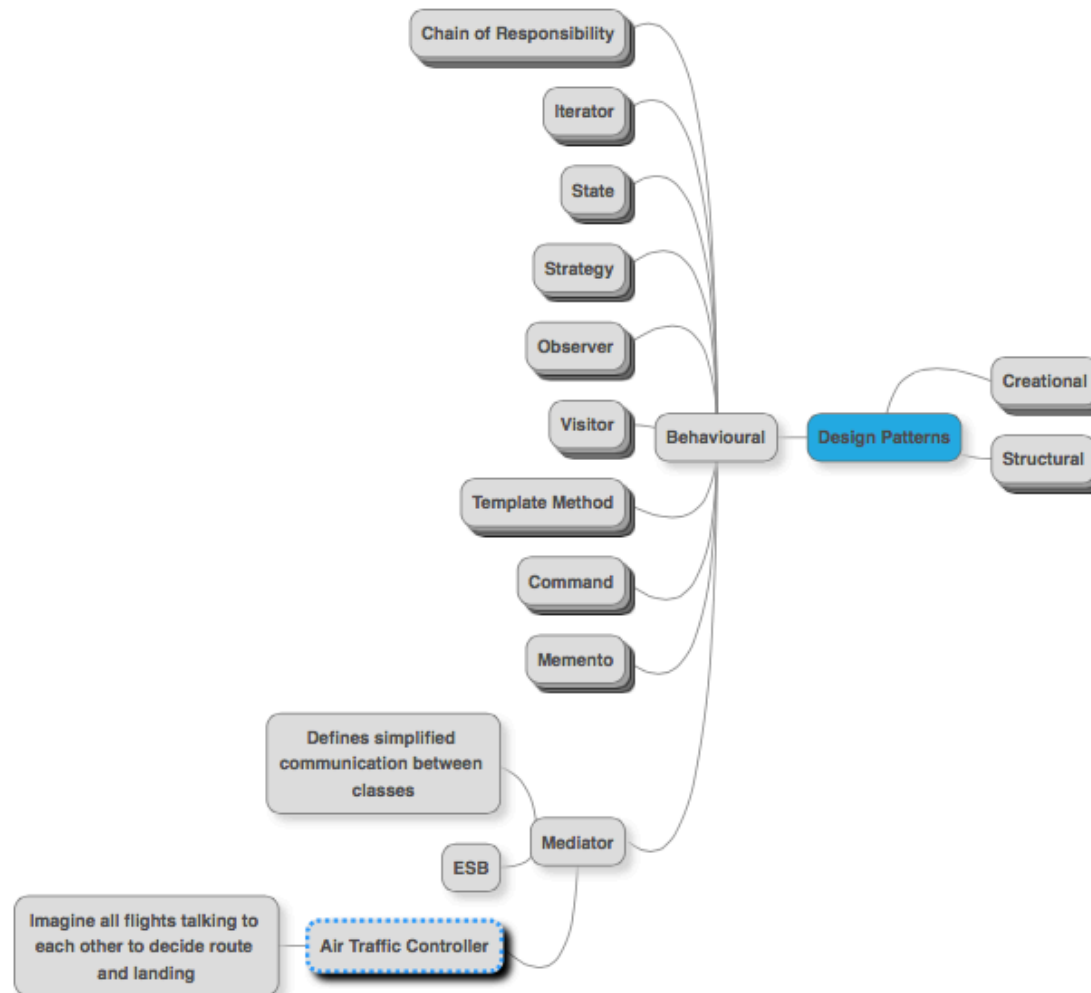 Chain of Responsibility
Iterator
State
Strategy
Observer
Visitor
Template Method
Command
Memento
Defines simplified
communication between
classes
Mediator
ESB
Imagine all flights talking to
each other to decide route
and landing
Air Traffic Controller
Behavioural
Design Patterns
Creational
Structural